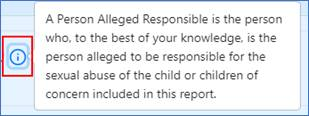 A Person Alleged Responsible is the person
who, to the best of your knowledge, is the
person alleged to be responsible for the
sexual abuse of the child or children of
concern included in this report.